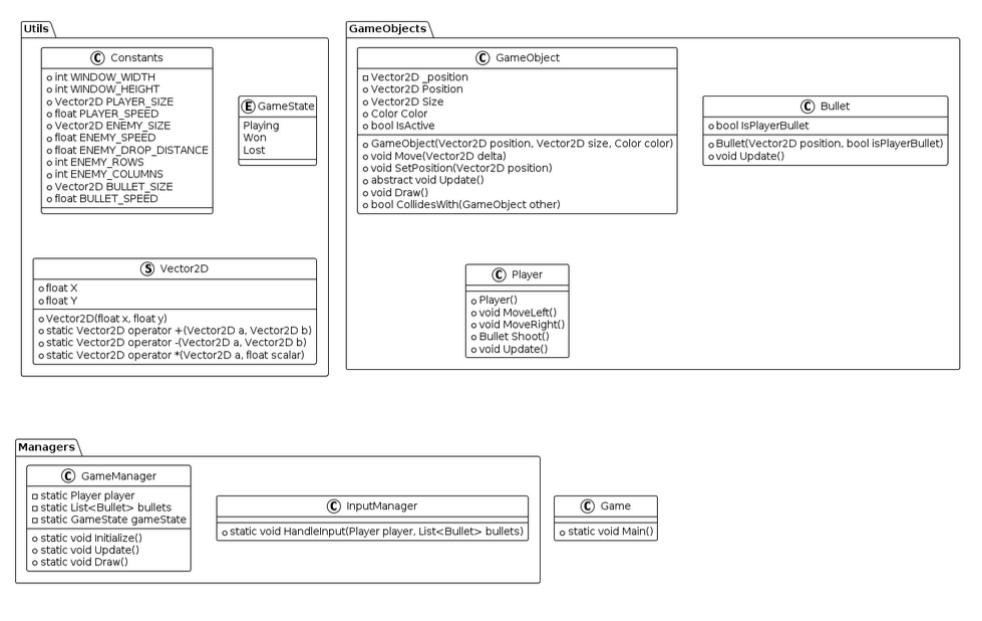 Utils
C Constants
int WINDOW_WIDTH
int WINDOW_HEIGHT
Vector2D PLAYER_SIZE
float PLAYER_SPEED
Vector2D ENEMY_SIZE
float ENEMY_SPEED
float ENEMY_DROP_DISTANCE
int ENEMY_ROWS
int ENEMY_COLUMNS
Vector2D BULLET_SIZE
float BULLET_SPEED
E GameState
Playing
Won
Lost
S Vector2D
float X
float Y
Vector2D(float x, float y)
static Vector2D operator +(Vector2D a, Vector2D b)
static Vector2D operator -(Vector2D a, Vector2D b)
static Vector2D operator *(Vector2D a, float scalar)
GameObjects
C GameObject
Vector2D _position
Vector2D Position
Vector2D Size
Color Color
bool IsActive
GameObject(Vector2D position, Vector2D size, Color color)
void Move(Vector2D delta)
void SetPosition(Vector2D position)
abstract void Update()
void Draw()
bool CollidesWith(GameObject other)
C Bullet
bool IsPlayerBullet
Bullet(Vector2D position, bool isPlayerBullet)
void Update()
C Player
Player()
void MoveLeft()
void MoveRight()
Bullet Shoot()
void Update()
Managers
C GameManager
static Player player
static List<Bullet> bullets
static GameState gameState
static void Initialize()
static void Update()
static void Draw()
C InputManager
static void HandleInput(Player player, List<Bullet> bullets)
C Game
static void Main()